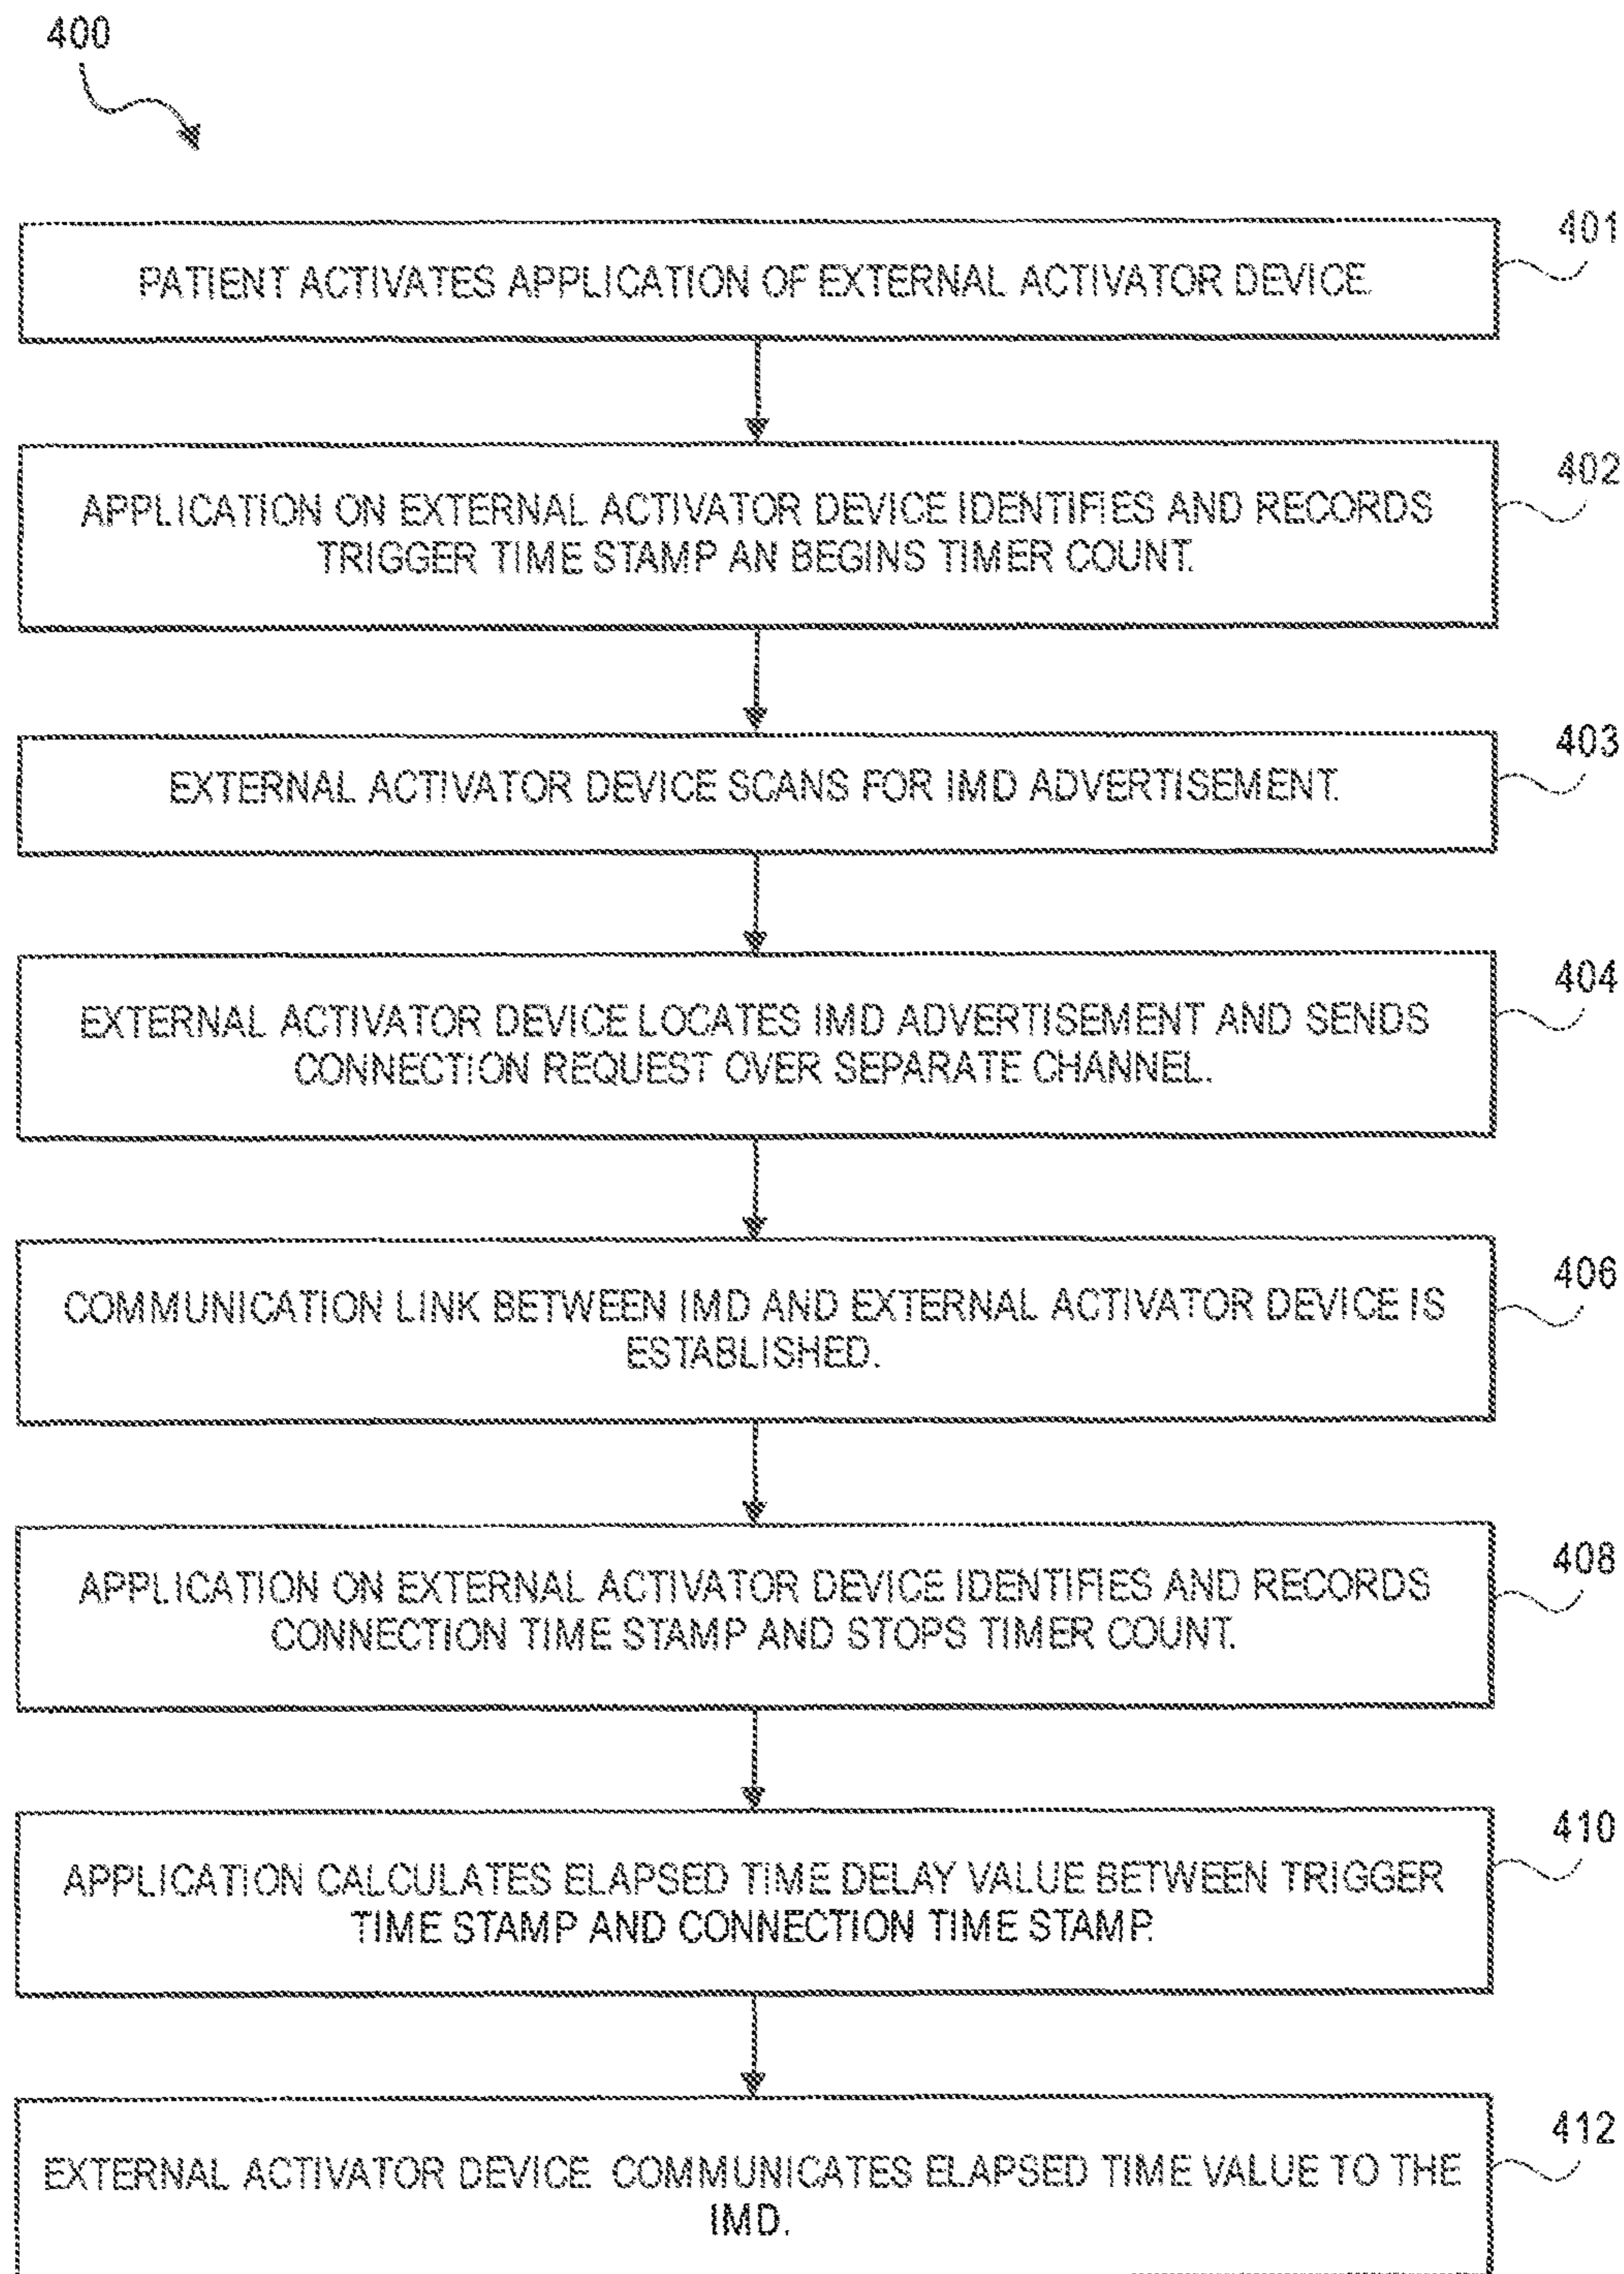 400
401
PATIENT ACTIVATES APPLICATION OF EXTERNAL ACTIVATOR DEVICE.
402
APPLICATION ON EXTERNAL ACTIVATOR DEVICE IDENTIFIES AND RECORDS
TRIGGER TIME STAMP AN BEGINS TIMER COUNT.
403
EXTERNAL ACTIVATOR DEVICE SCANS FOR IMD ADVERTISEMENT.
404
EXTERNAL ACTIVATOR DEVICE LOCATES IMD ADVERTISEMENT AND SENDS
CONNECTION REQUEST OVER SEPARATE CHANNEL.
406
COMMUNICATION LINK BETWEEN IMD AND EXTERNAL ACTIVATOR DEVICE IS
ESTABLISHED.
408
APPLICATION ON EXTERNAL ACTIVATOR DEVICE IDENTIFIES AND RECORDS
CONNECTION TIME STAMP AND STOPS TIMER COUNT.
410
APPLICATION CALCULATES ELAPSED TIME DELAY VALUE BETWEEN TRIGGER
TIME STAMP AND CONNECTION TIME STAMP.
412
EXTERNAL ACTIVATOR DEVICE COMMUNICATES ELAPSED TIME VALUE TO THE
IMD.